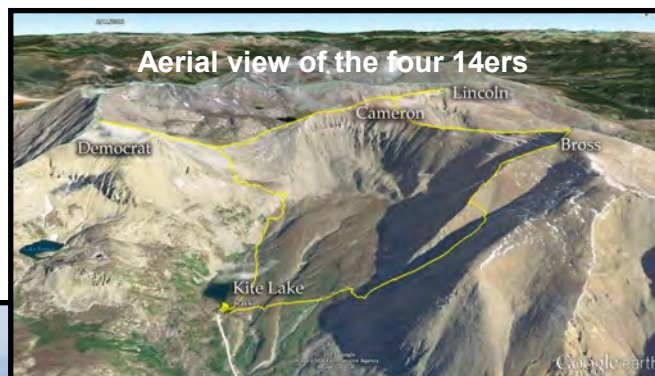 Aerial view of the four 14ers
Lincoln
Cameron
Democrat
Bross
Kite Lake
Google earth